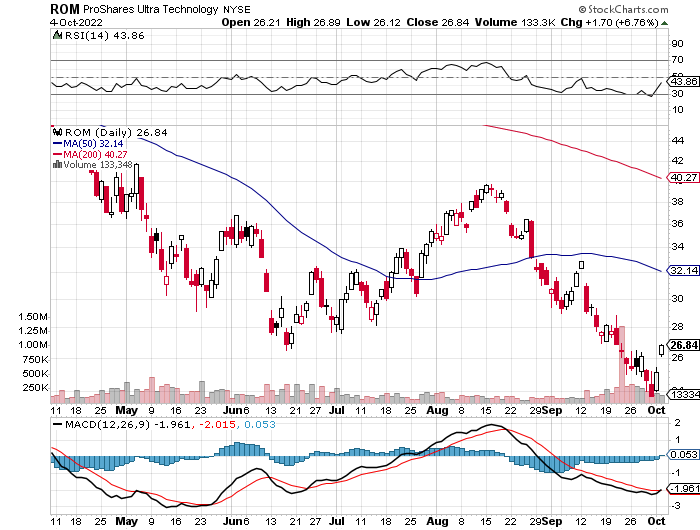 ROM ProShares Ultra Technology NYSE
© StockCharts.com
4-Oct-2022
Open 26.21 High 26.89 Low 26.12 Close 26.84 Volume 133.3K Chg +1.70 (+6.76%)
RSI(14) 43.86
90
70
50
43.86
30
10
ROM (Daily) 26.84
MA(50) 32.14
MA(200) 40.27
Volume 133,348
44
42
40.27
38
36
34
32.14
30
28
26.84
26
24
13334
1.50M
1.25M
1.00M
750K
500K
250K
11 18 25 May 9 16 23 Jun 6 13 21 27 Jul 11 18 25 Aug 8 15 22 29 Sep 12 19 26 Oct
MACD(12,26,9) -1.961, -2.015, 0.053
2
1
0.053
-1
-1.961
-3
11 18 25 May 9 16 23 Jun 6 13 21 27 Jul 11 18 25 Aug 8 15 22 29 Sep 12 19 26 Oct